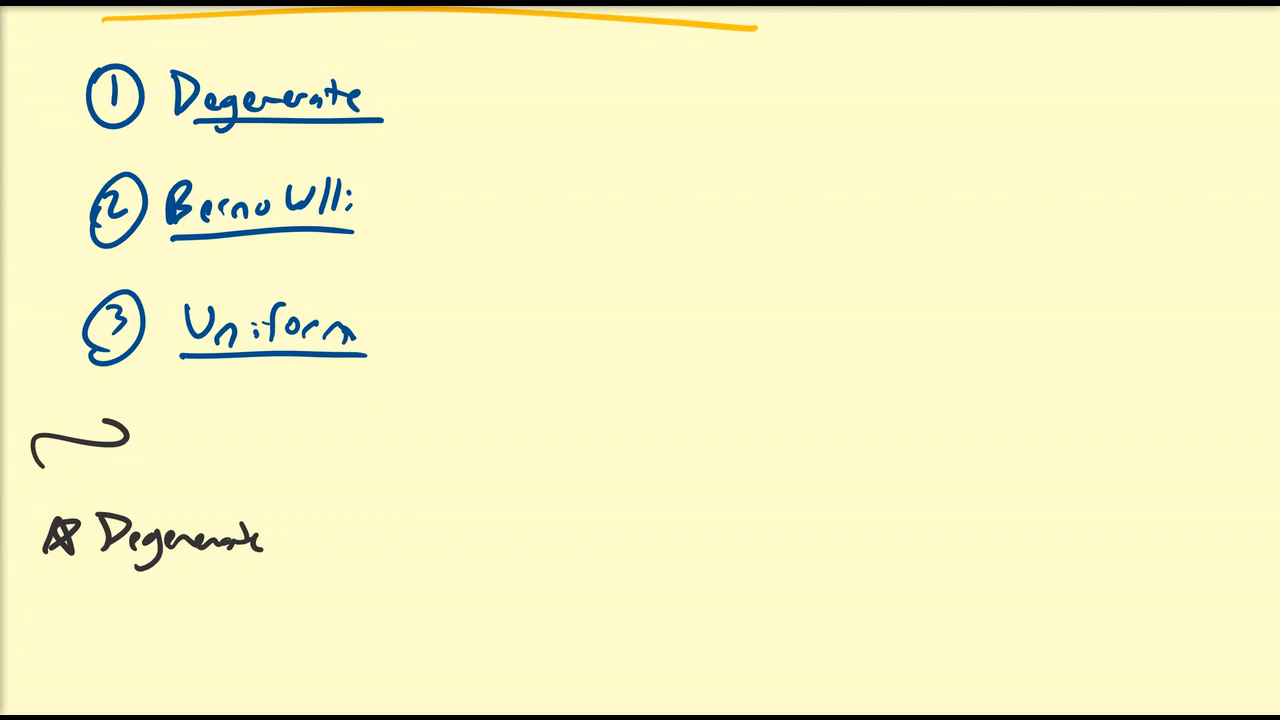 ① Degenerate
② Bernoulli
③ Uniform
☆ Degenerate